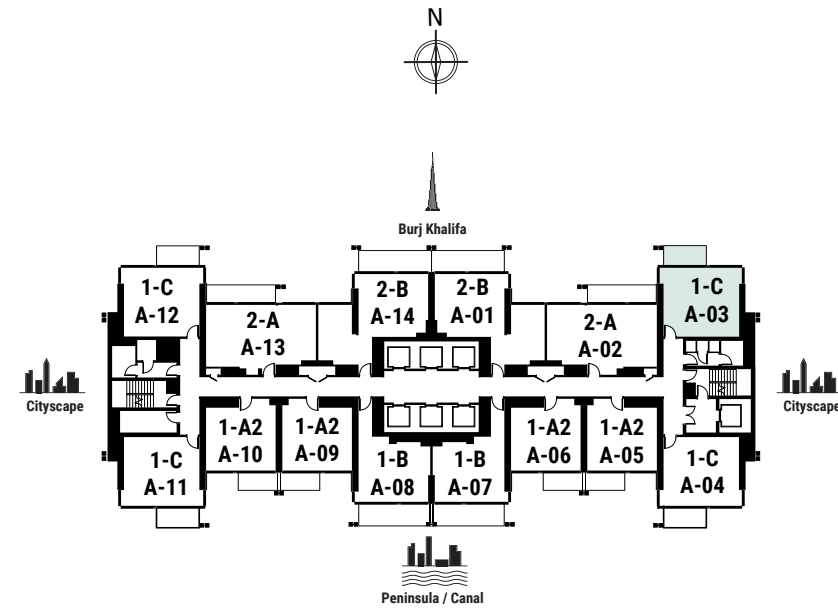 N
Burj Khalifa
1-C
A-12
2-A
A-13
2-B
A-14
2-B
A-01
2-A
A-02
1-C
A-03
Cityscape
Cityscape
1-C
A-11
1-A2
A-10
1-A2
A-09
1-B
A-08
1-B
A-07
1-A2
A-06
1-A2
A-05
1-C
A-04
Peninsula / Canal